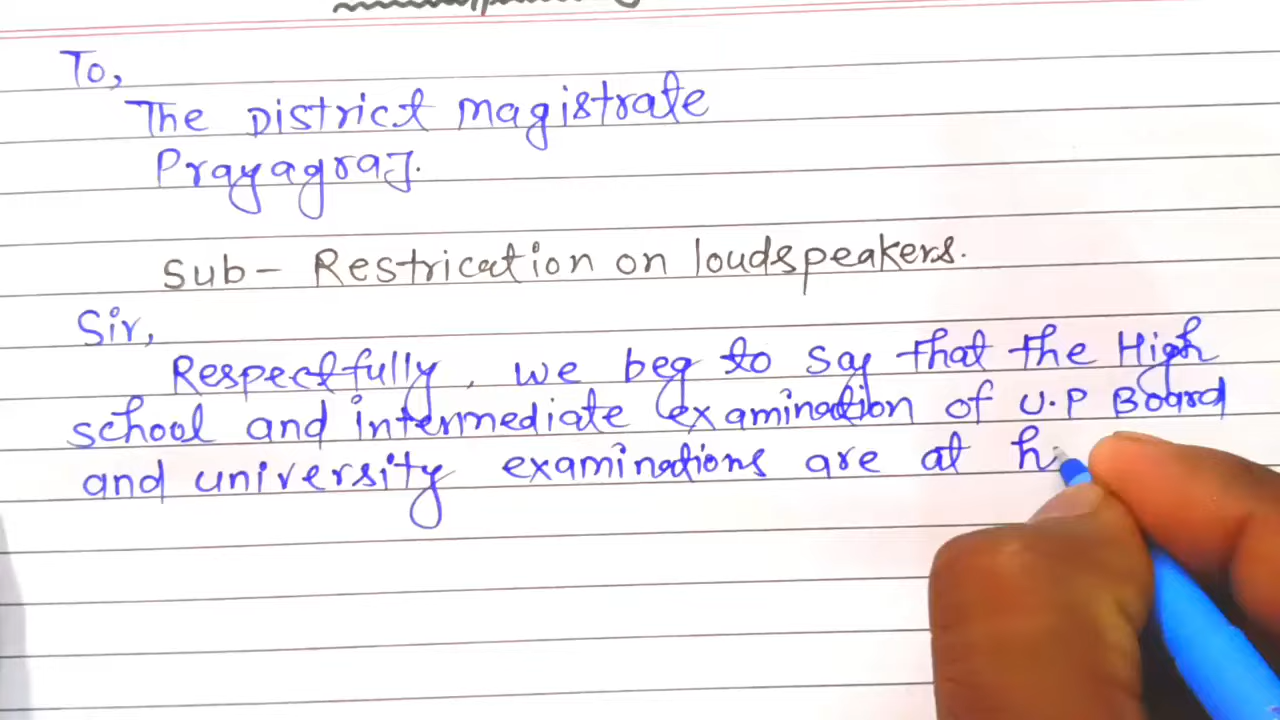 To,
The District magistrate
Prayagraj.
Sub - Restrication on loudspeakers.
Sir,
Respectfully, we beg to say that the High
school and intermediate examination of U.P Board
and university examinations are at h